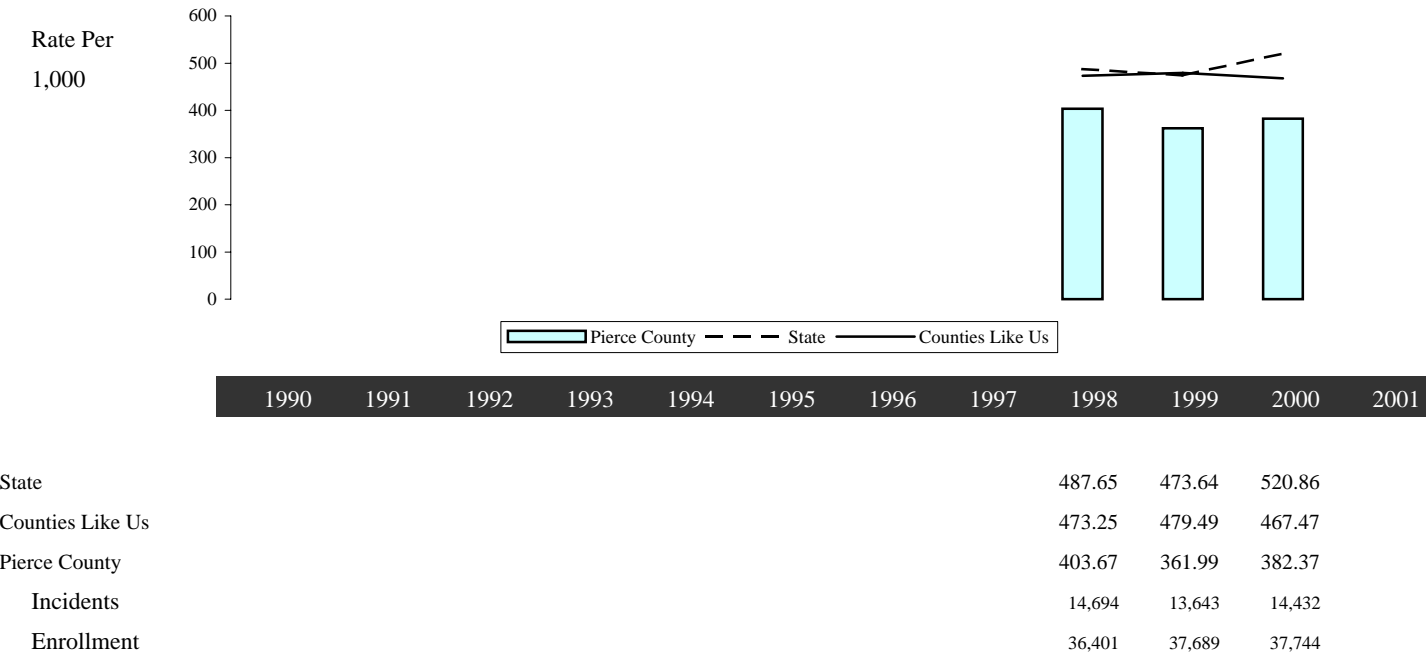 Rate Per
1,000
600
500
400
300
200
100
0
Pierce County State Counties Like Us
1990 1991 1992 1993 1994 1995 1996 1997 1998 1999 2000 2001
State 487.65 473.64 520.86
Counties Like Us 473.25 479.49 467.47
Pierce County 403.67 361.99 382.37
Incidents 14,694 13,643 14,432
Enrollment 36,401 37,689 37,744